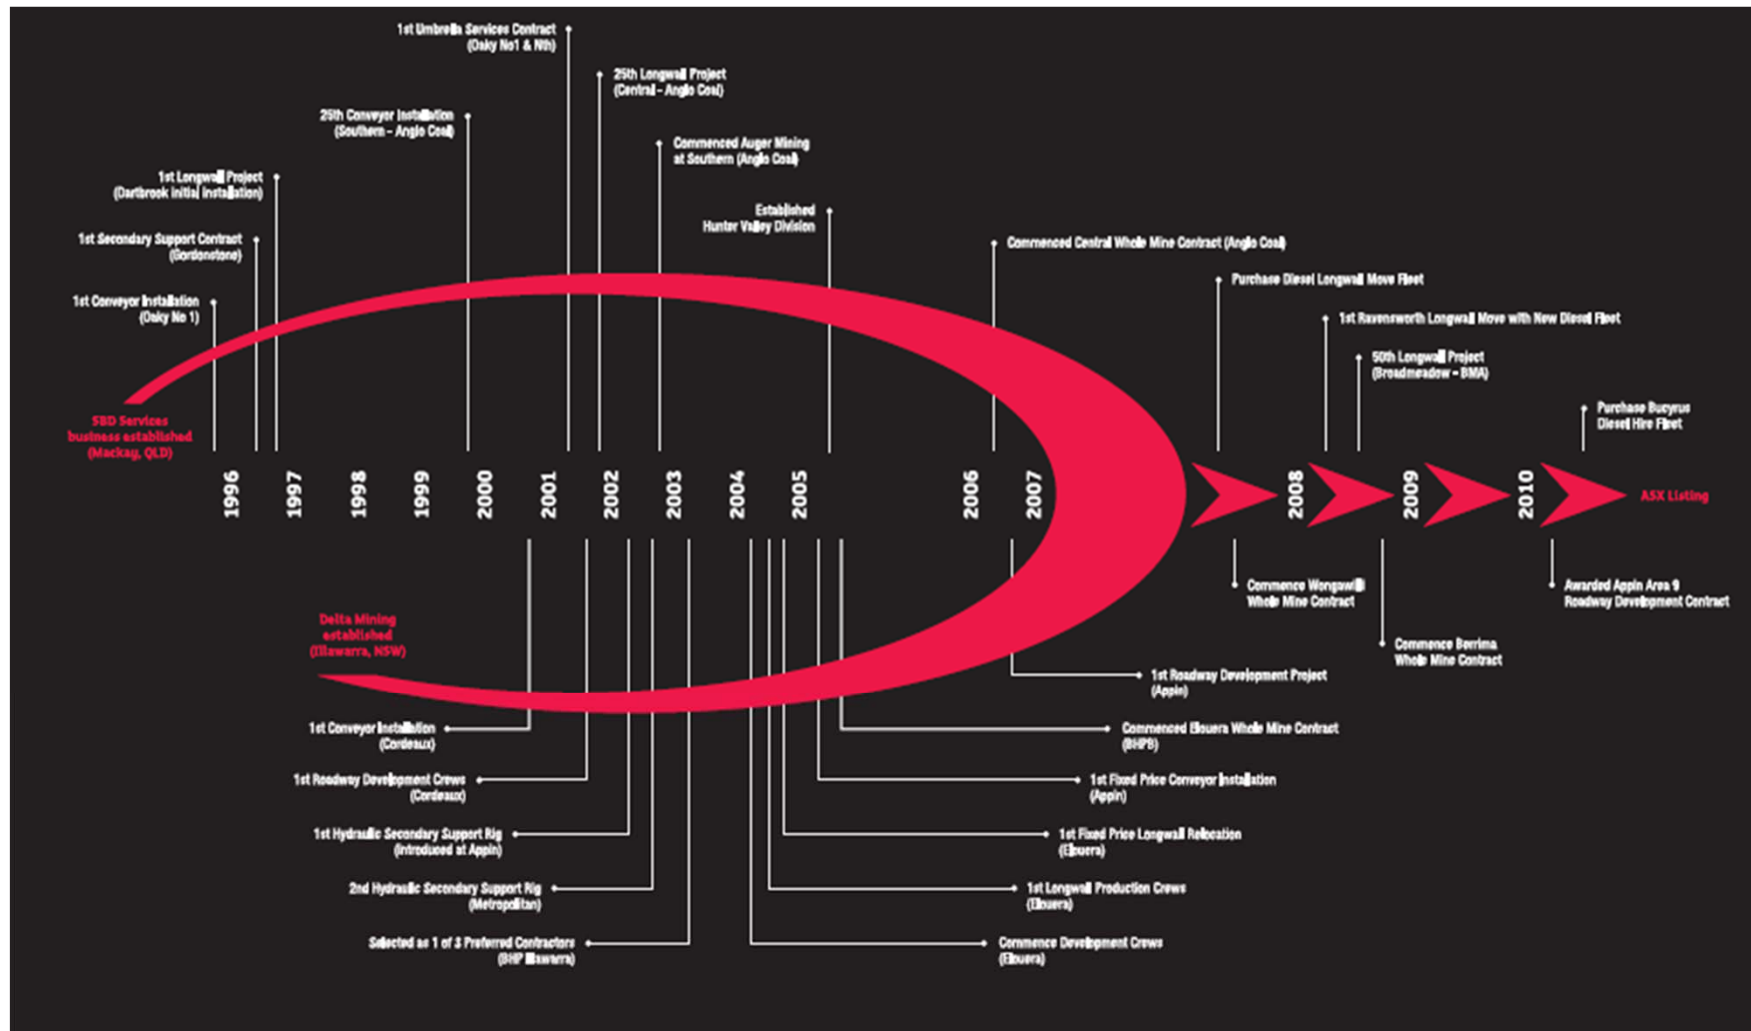 1st Umbrella Services Contract
(Oaky No1 & Nth)
25th Longwall Project
(Central - Anglo Coal)
25th Conveyor Installation
(Southern - Anglo Coal)
Commenced Auger Mining
at Southern (Anglo Coal)
1st Longwall Project
(Dartbrook initial installation)
Established
Hunter Valley Division
1st Secondary Support Contract
(Gordonstone)
Commenced Central Whole Mine Contract (Anglo Coal)
Purchase Diesel Longwall Move Fleet
1st Conveyor Installation
(Oaky No 1)
1st Ravensworth Longwall Move with New Diesel Fleet
50th Longwall Project
(Broadmeadow - BMA)
Purchase Bucyrus
Diesel Hire Fleet
SBD Services
business established
(Mackay, QLD)
1996
1997
1998
1999
2000
2001
2002
2003
2004
2005
2006
2007
2008
2009
2010
ASX Listing
Commence Wongawilli
Whole Mine Contract
Awarded Appin Area 9
Roadway Development Contract
Delta Mining
established
(Illawarra, NSW)
Commence Berrima
Whole Mine Contract
1st Roadway Development Project
(Appin)
1st Conveyor Installation
(Cordeaux)
Commenced Elouera Whole Mine Contract
(BHPB)
1st Roadway Development Crews
(Cordeaux)
1st Fixed Price Conveyor Installation
(Appin)
1st Hydraulic Secondary Support Rig
(Introduced at Appin)
1st Fixed Price Longwall Relocation
(Elouera)
2nd Hydraulic Secondary Support Rig
(Metropolitan)
1st Longwall Production Crews
(Elouera)
Selected as 1 of 3 Preferred Contractors
(BHP Illawarra)
Commence Development Crews
(Elouera)